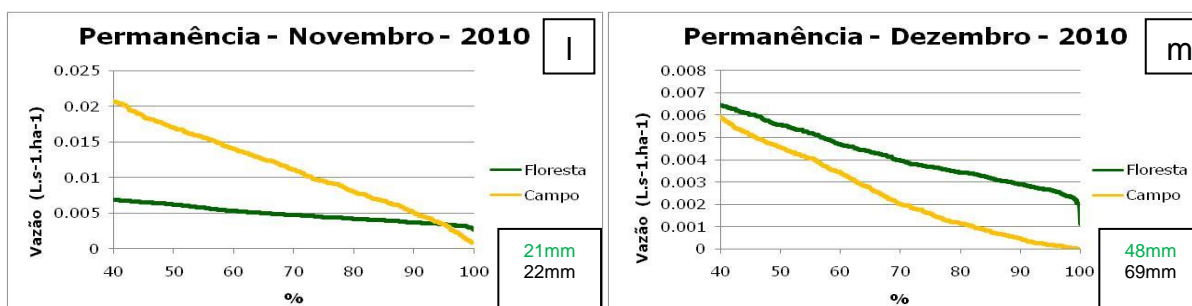 Permanência - Novembro - 2010
l
Vazão (L.s-1.ha-1)
0.025
0.02
0.015
0.01
0.005
0
40 50 60 70 80 90 100
%
Floresta
Campo
21mm
22mm
Permanência - Dezembro - 2010
m
Vazão (L.s-1.ha-1)
0.008
0.007
0.006
0.005
0.004
0.003
0.002
0.001
0
40 50 60 70 80 90 100
%
Floresta
Campo
48mm
69mm